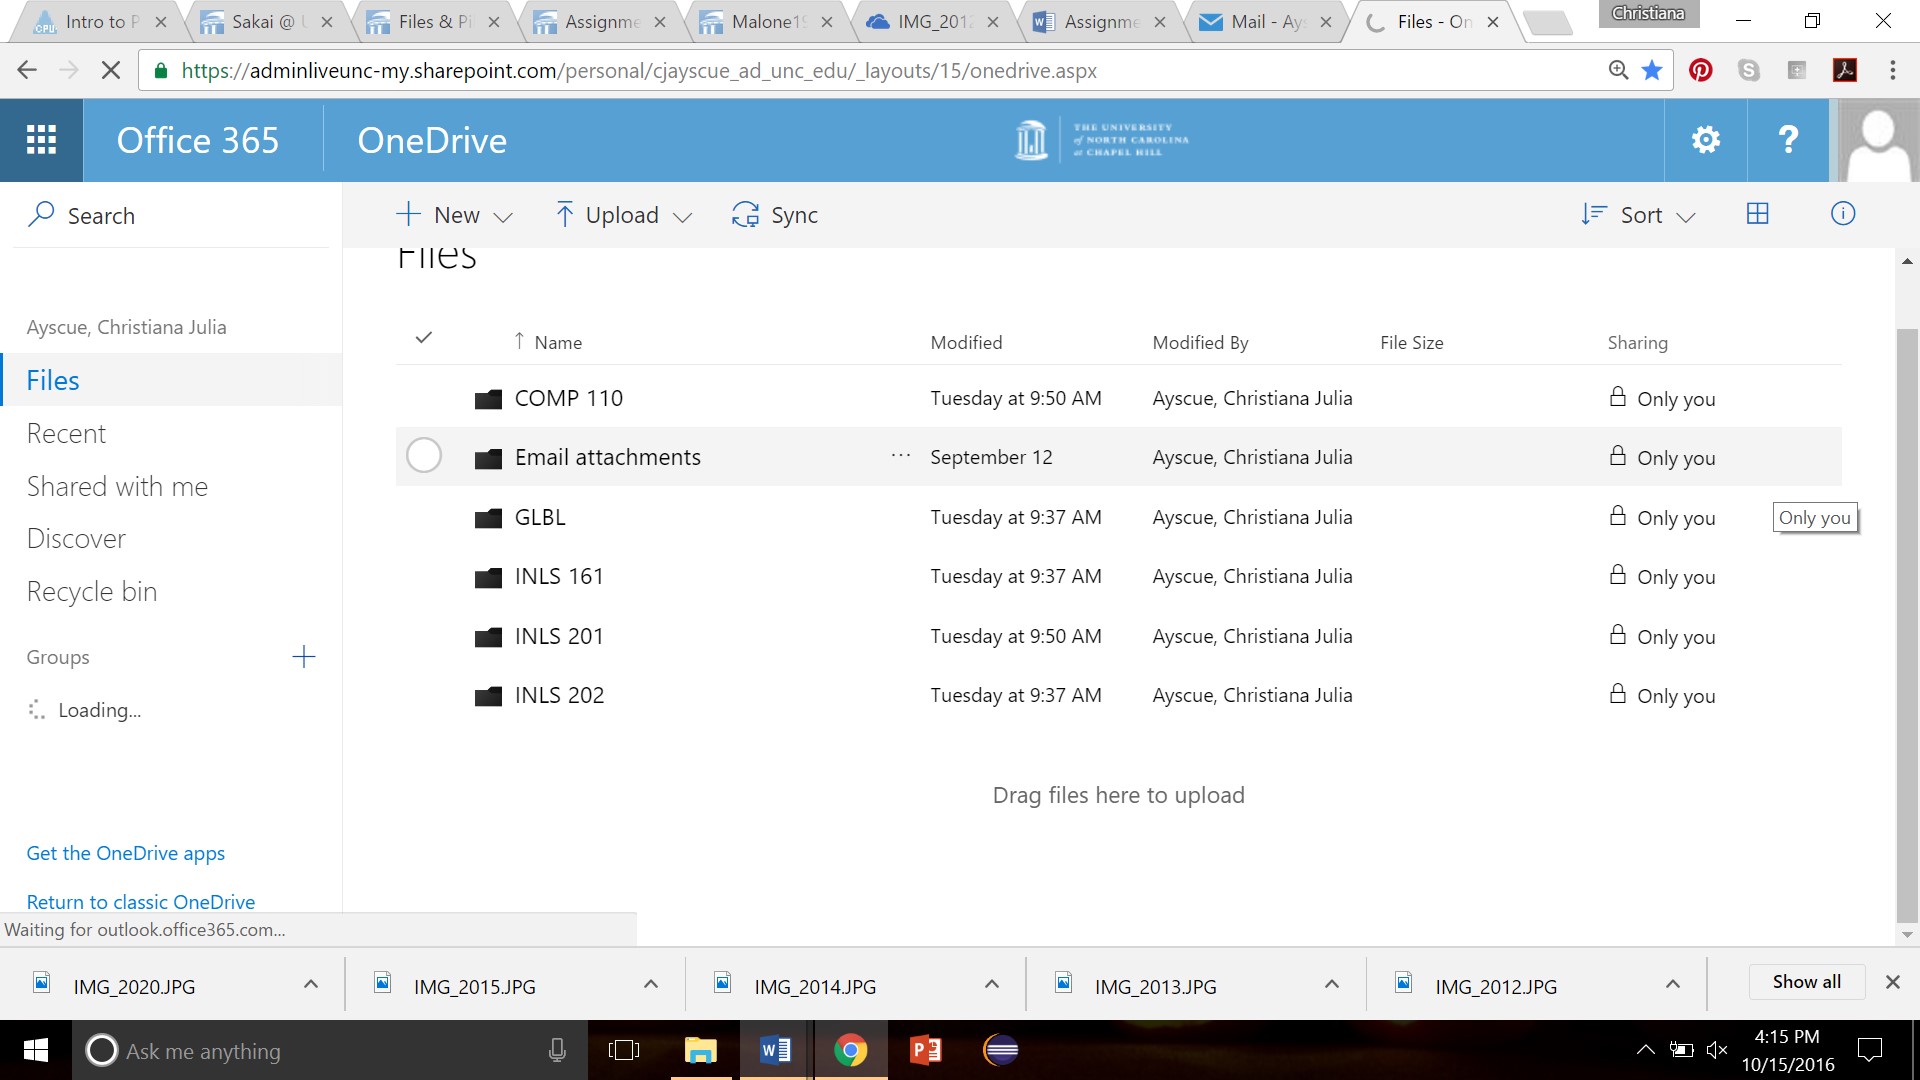 Intro to P
Sakai @ U
Files & Pi
Assignme
Malone19
IMG_2012
Assignme
Mail - Ays
Files - On
Christiana
https://adminliveunc-my.sharepoint.com/personal/cjayscue_ad_unc_edu/_layouts/15/onedrive.aspx
Office 365
OneDrive
THE UNIVERSITY
of NORTH CAROLINA
at CHAPEL HILL
?
Search
New
Upload
Sync
Sort
Files
Ayscue, Christiana Julia
Files
Recent
Shared with me
Discover
Recycle bin
Groups
Loading...
Get the OneDrive apps
Return to classic OneDrive
Name Modified Modified By File Size Sharing
COMP 110 Tuesday at 9:50 AM Ayscue, Christiana Julia Only you
Email attachments ... September 12 Ayscue, Christiana Julia Only you
GLBL Tuesday at 9:37 AM Ayscue, Christiana Julia Only you
Only you
INLS 161 Tuesday at 9:37 AM Ayscue, Christiana Julia Only you
INLS 201 Tuesday at 9:50 AM Ayscue, Christiana Julia Only you
INLS 202 Tuesday at 9:37 AM Ayscue, Christiana Julia Only you
Drag files here to upload
Waiting for outlook.office365.com...
IMG_2020.JPG
IMG_2015.JPG
IMG_2014.JPG
IMG_2013.JPG
IMG_2012.JPG
Show all
Ask me anything
4:15 PM
10/15/2016